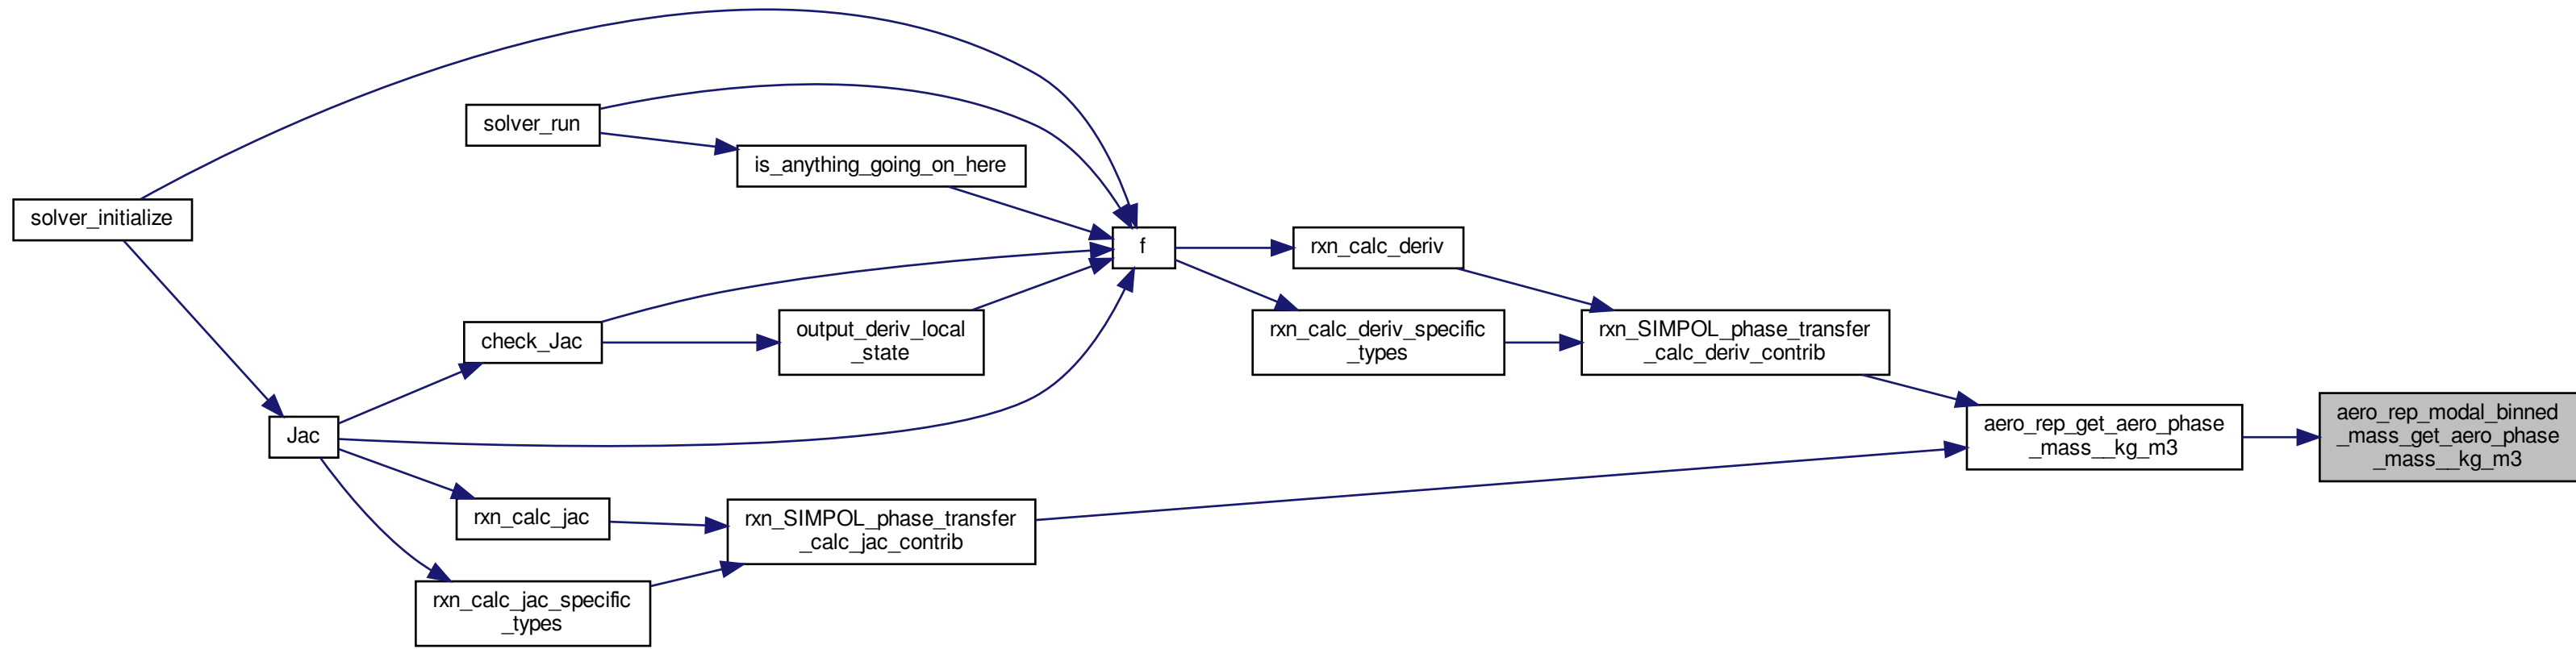 solver_run
is_anything_going_on_here
solver_initialize
f
rxn_calc_deriv
check_Jac
output_deriv_local
_state
rxn_calc_deriv_specific
_types
rxn_SIMPOL_phase_transfer
_calc_deriv_contrib
aero_rep_modal_binned
_mass_get_aero_phase
_mass__kg_m3
aero_rep_get_aero_phase
_mass__kg_m3
Jac
rxn_calc_jac
rxn_SIMPOL_phase_transfer
_calc_jac_contrib
rxn_calc_jac_specific
_types